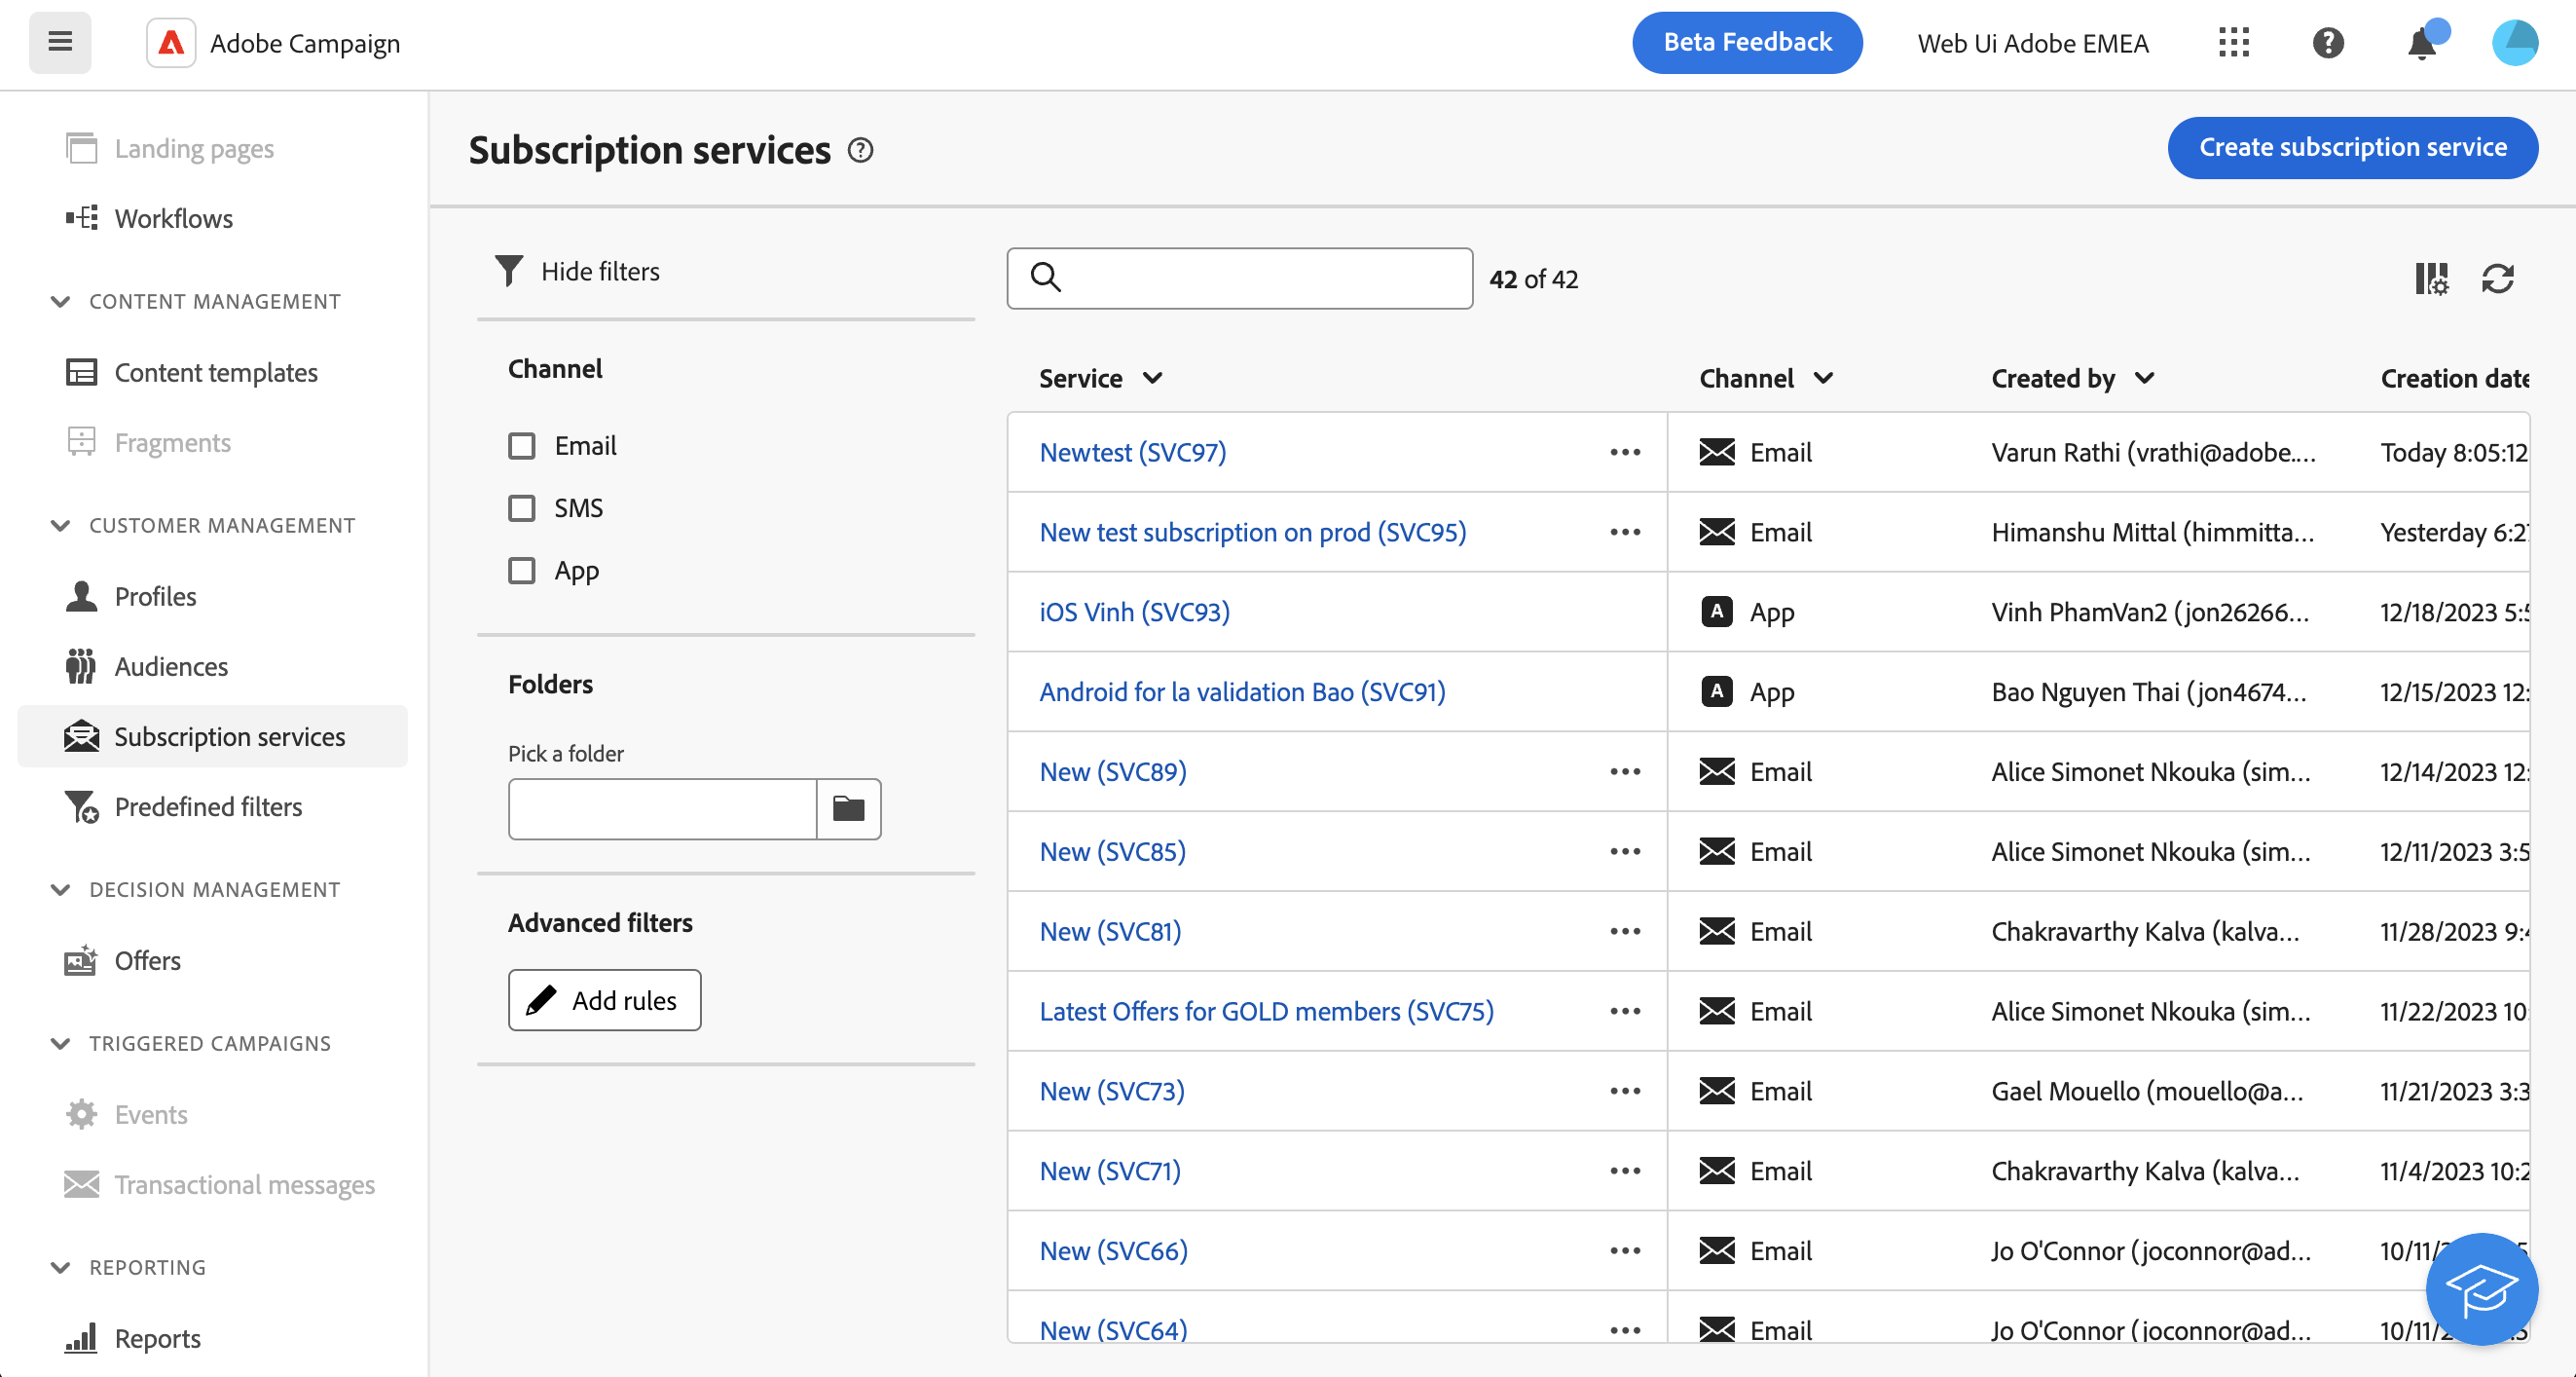 Adobe Campaign
Beta Feedback
Web Ui Adobe EMEA
Landing pages
Workflows
CONTENT MANAGEMENT
Content templates
Fragments
CUSTOMER MANAGEMENT
Profiles
Audiences
Subscription services
Predefined filters
DECISION MANAGEMENT
Offers
TRIGGERED CAMPAIGNS
Events
Transactional messages
REPORTING
Reports
Subscription services
Create subscription service
Hide filters
Channel
Email
SMS
App
Folders
Pick a folder
Advanced filters
Add rules
42 of 42
Service Channel Created by Creation date
Newtest (SVC97) ••• Email Varun Rathi (vrathi@adobe.... Today 8:05:12
New test subscription on prod (SVC95) ••• Email Himanshu Mittal (himmitta... Yesterday 6:2
iOS Vinh (SVC93) A App Vinh PhamVan2 (jon26266... 12/18/2023 5:5
Android for la validation Bao (SVC91) A App Bao Nguyen Thai (jon4674... 12/15/2023 12:
New (SVC89) ••• Email Alice Simonet Nkouka (sim... 12/14/2023 12:
New (SVC85) ••• Email Alice Simonet Nkouka (sim... 12/11/2023 3:5
New (SVC81) ••• Email Chakravarthy Kalva (kalva... 11/28/2023 9:4
Latest Offers for GOLD members (SVC75) ••• Email Alice Simonet Nkouka (sim... 11/22/2023 10:
New (SVC73) ••• Email Gael Mouello (mouello@a... 11/21/2023 3:3
New (SVC71) ••• Email Chakravarthy Kalva (kalva... 11/4/2023 10:2
New (SVC66) ••• Email Jo O'Connor (joconnor@ad... 10/11/
New (SVC64) ••• Email Jo O'Connor (joconnor@ad... 10/11/2